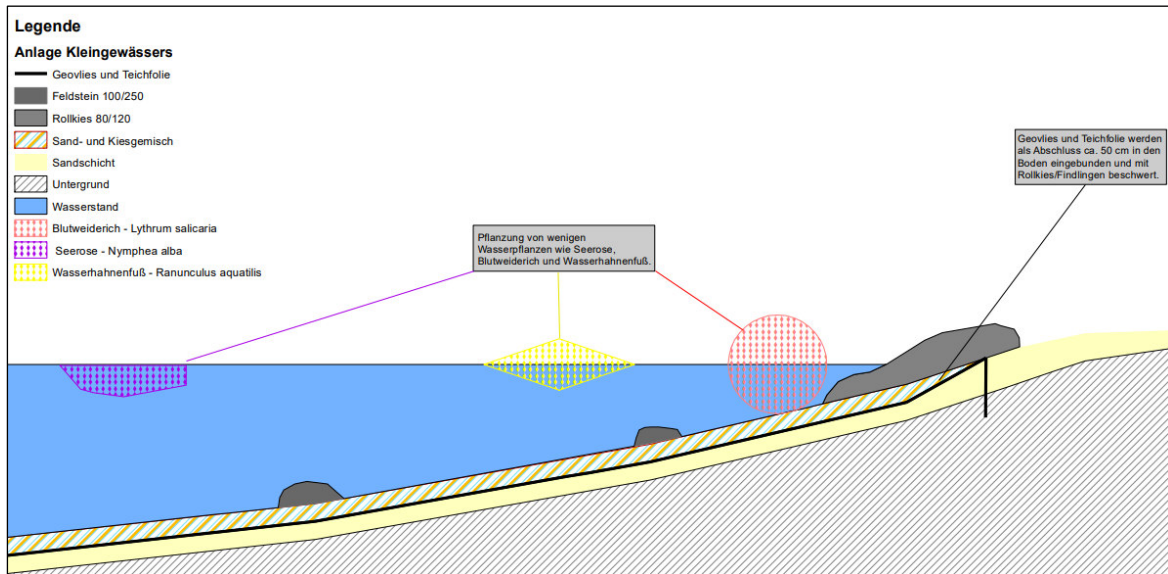 Legende
Anlage Kleingewässers
Geovlies und Teichfolie
Feldstein 100/250
Rollkies 80/120
Sand- und Kiesgemisch
Sandschicht
Untergrund
Wasserstand
Blutweiderich - Lythrum salicaria
Seerose - Nymphea alba
Wasserhahnenfuß - Ranunculus aquatilis
Pflanzung von wenigen
Wasserpflanzen wie Seerose,
Blutweiderich und Wasserhahnenfuß.
Geovlies und Teichfolie werden
als Abschluss ca. 50 cm in den
Boden eingebunden und mit
Rollkies/Findlingen beschwert.